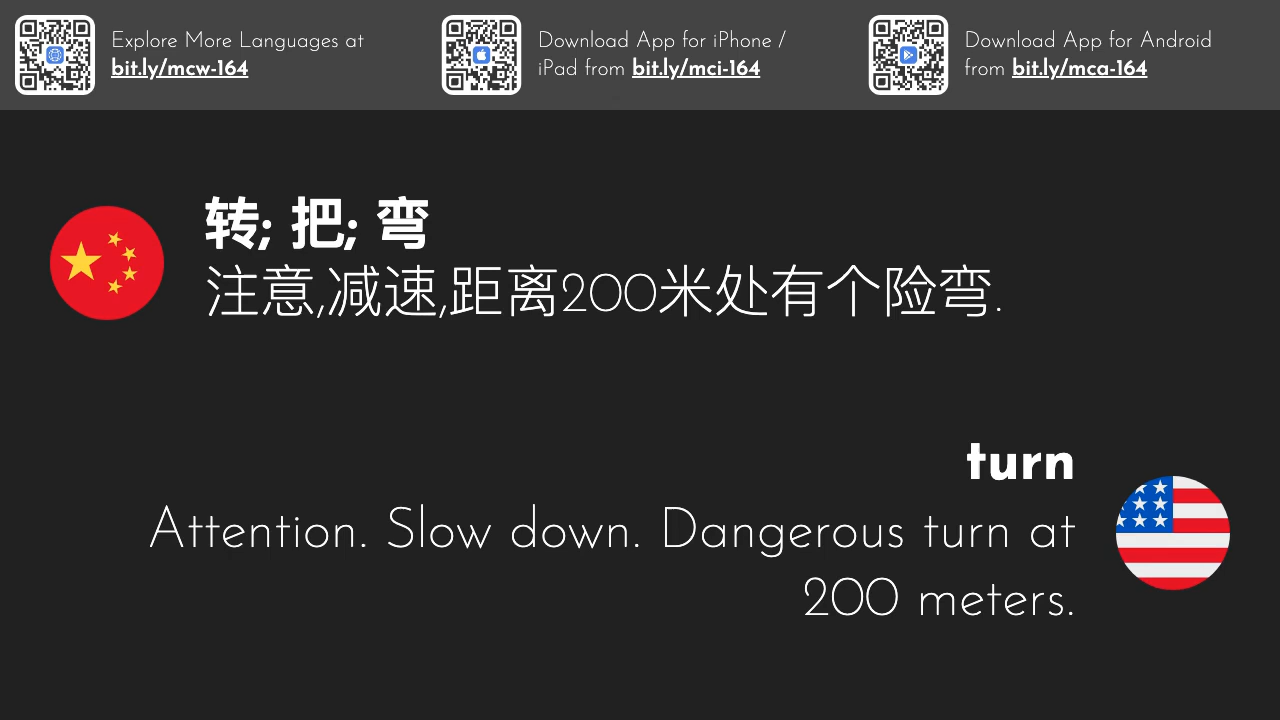 Explore More Languages at
bit.ly/mcw-164
Download App for iPhone /
iPad from bit.ly/mci-164
Download App for Android
from bit.ly/mca-164
转; 把; 弯
注意,减速,距离200米处有个险弯.
turn
Attention. Slow down. Dangerous turn at
200 meters.